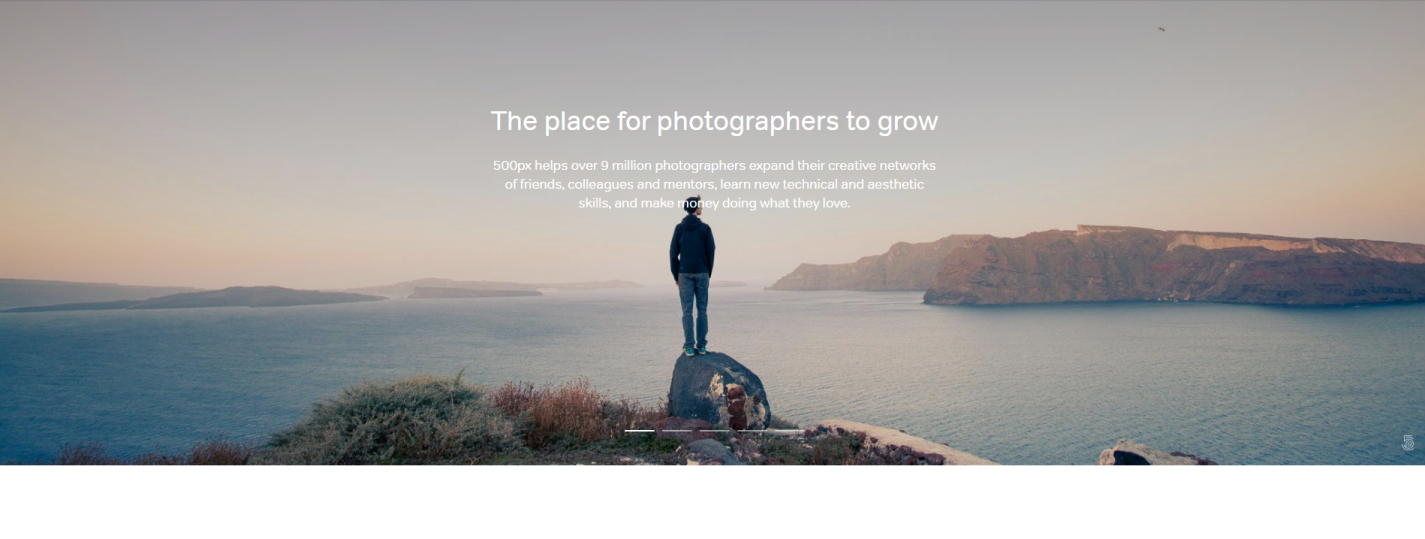 The place for photographers to grow
500px helps over 9 million photographers expand their creative networks
of friends, colleagues and mentors, learn new technical and aesthetic
skills, and make money doing what they love.
5